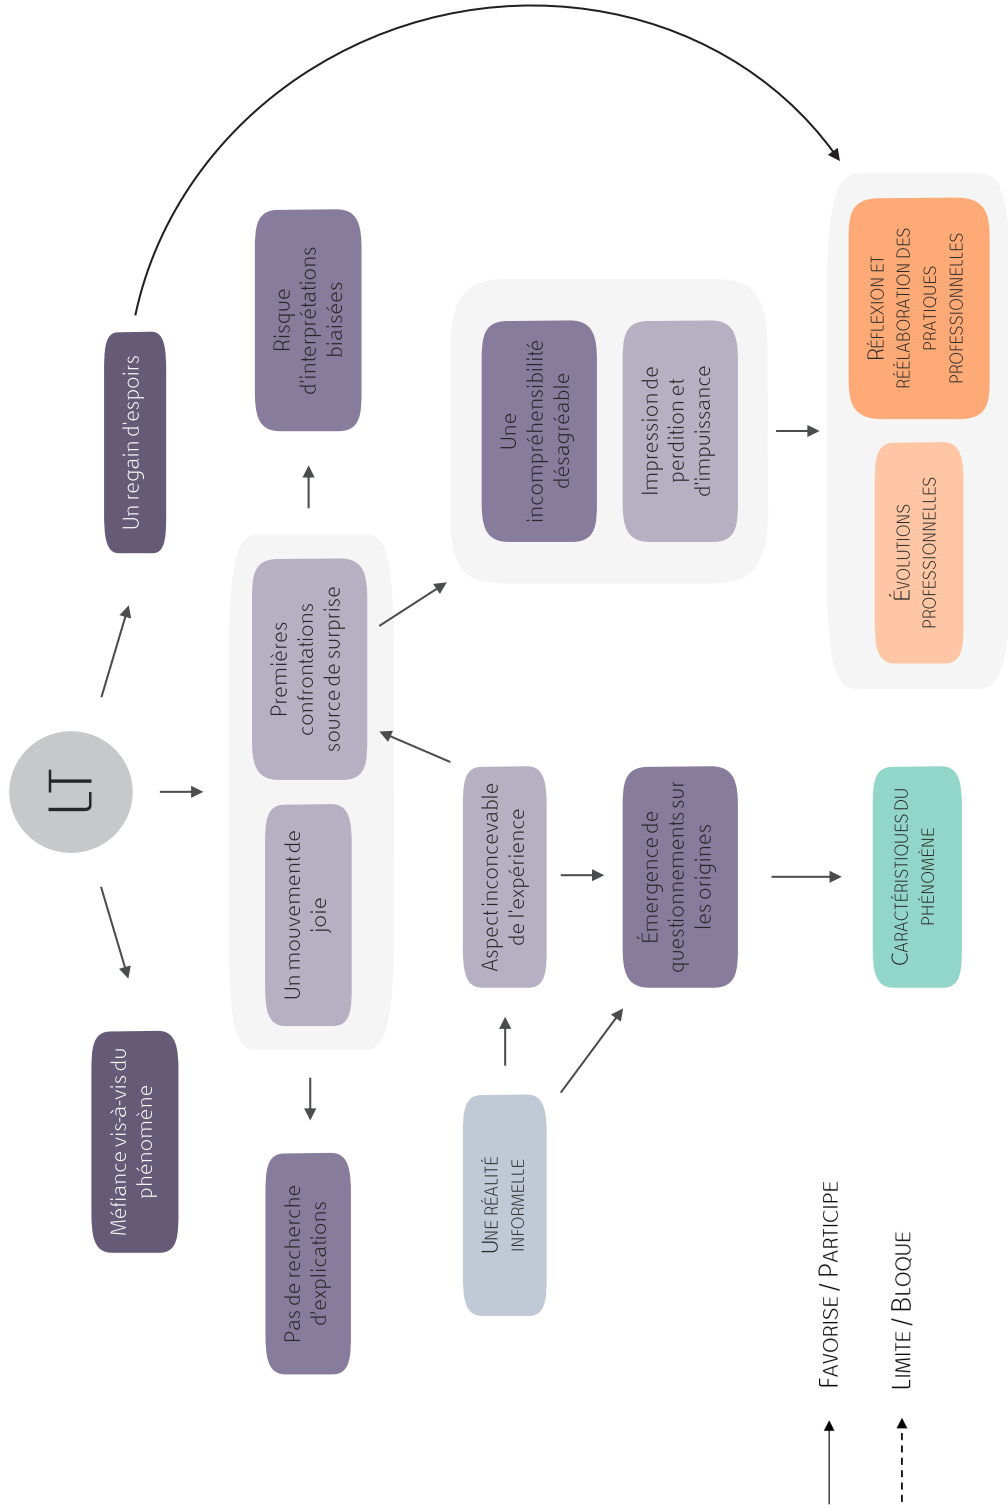 LT
Méfiance vis-à-vis du
phénomène
Un regain d'espoirs
Pas de recherche
d'explications
Un mouvement de
joie
Premières
confrontations
source de surprise
Risque
d'interprétations
biaisées
UNE RÉALITÉ
INFORMELLE
Aspect inconcevable
de l'expérience
Une
incompréhensibilité
désagréable
Émergence de
questionnements sur
les origines
Impression de
perdition et
d'impuissance
FAVORISE / PARTICIPE
LIMITE / BLOQUE
CARACTÉRISTIQUES DU
PHÉNOMÈNE
ÉVOLUTIONS
PROFESSIONNELLES
RÉFLEXION ET
RÉÉLABORATION DES
PRATIQUES
PROFESSIONNELLES